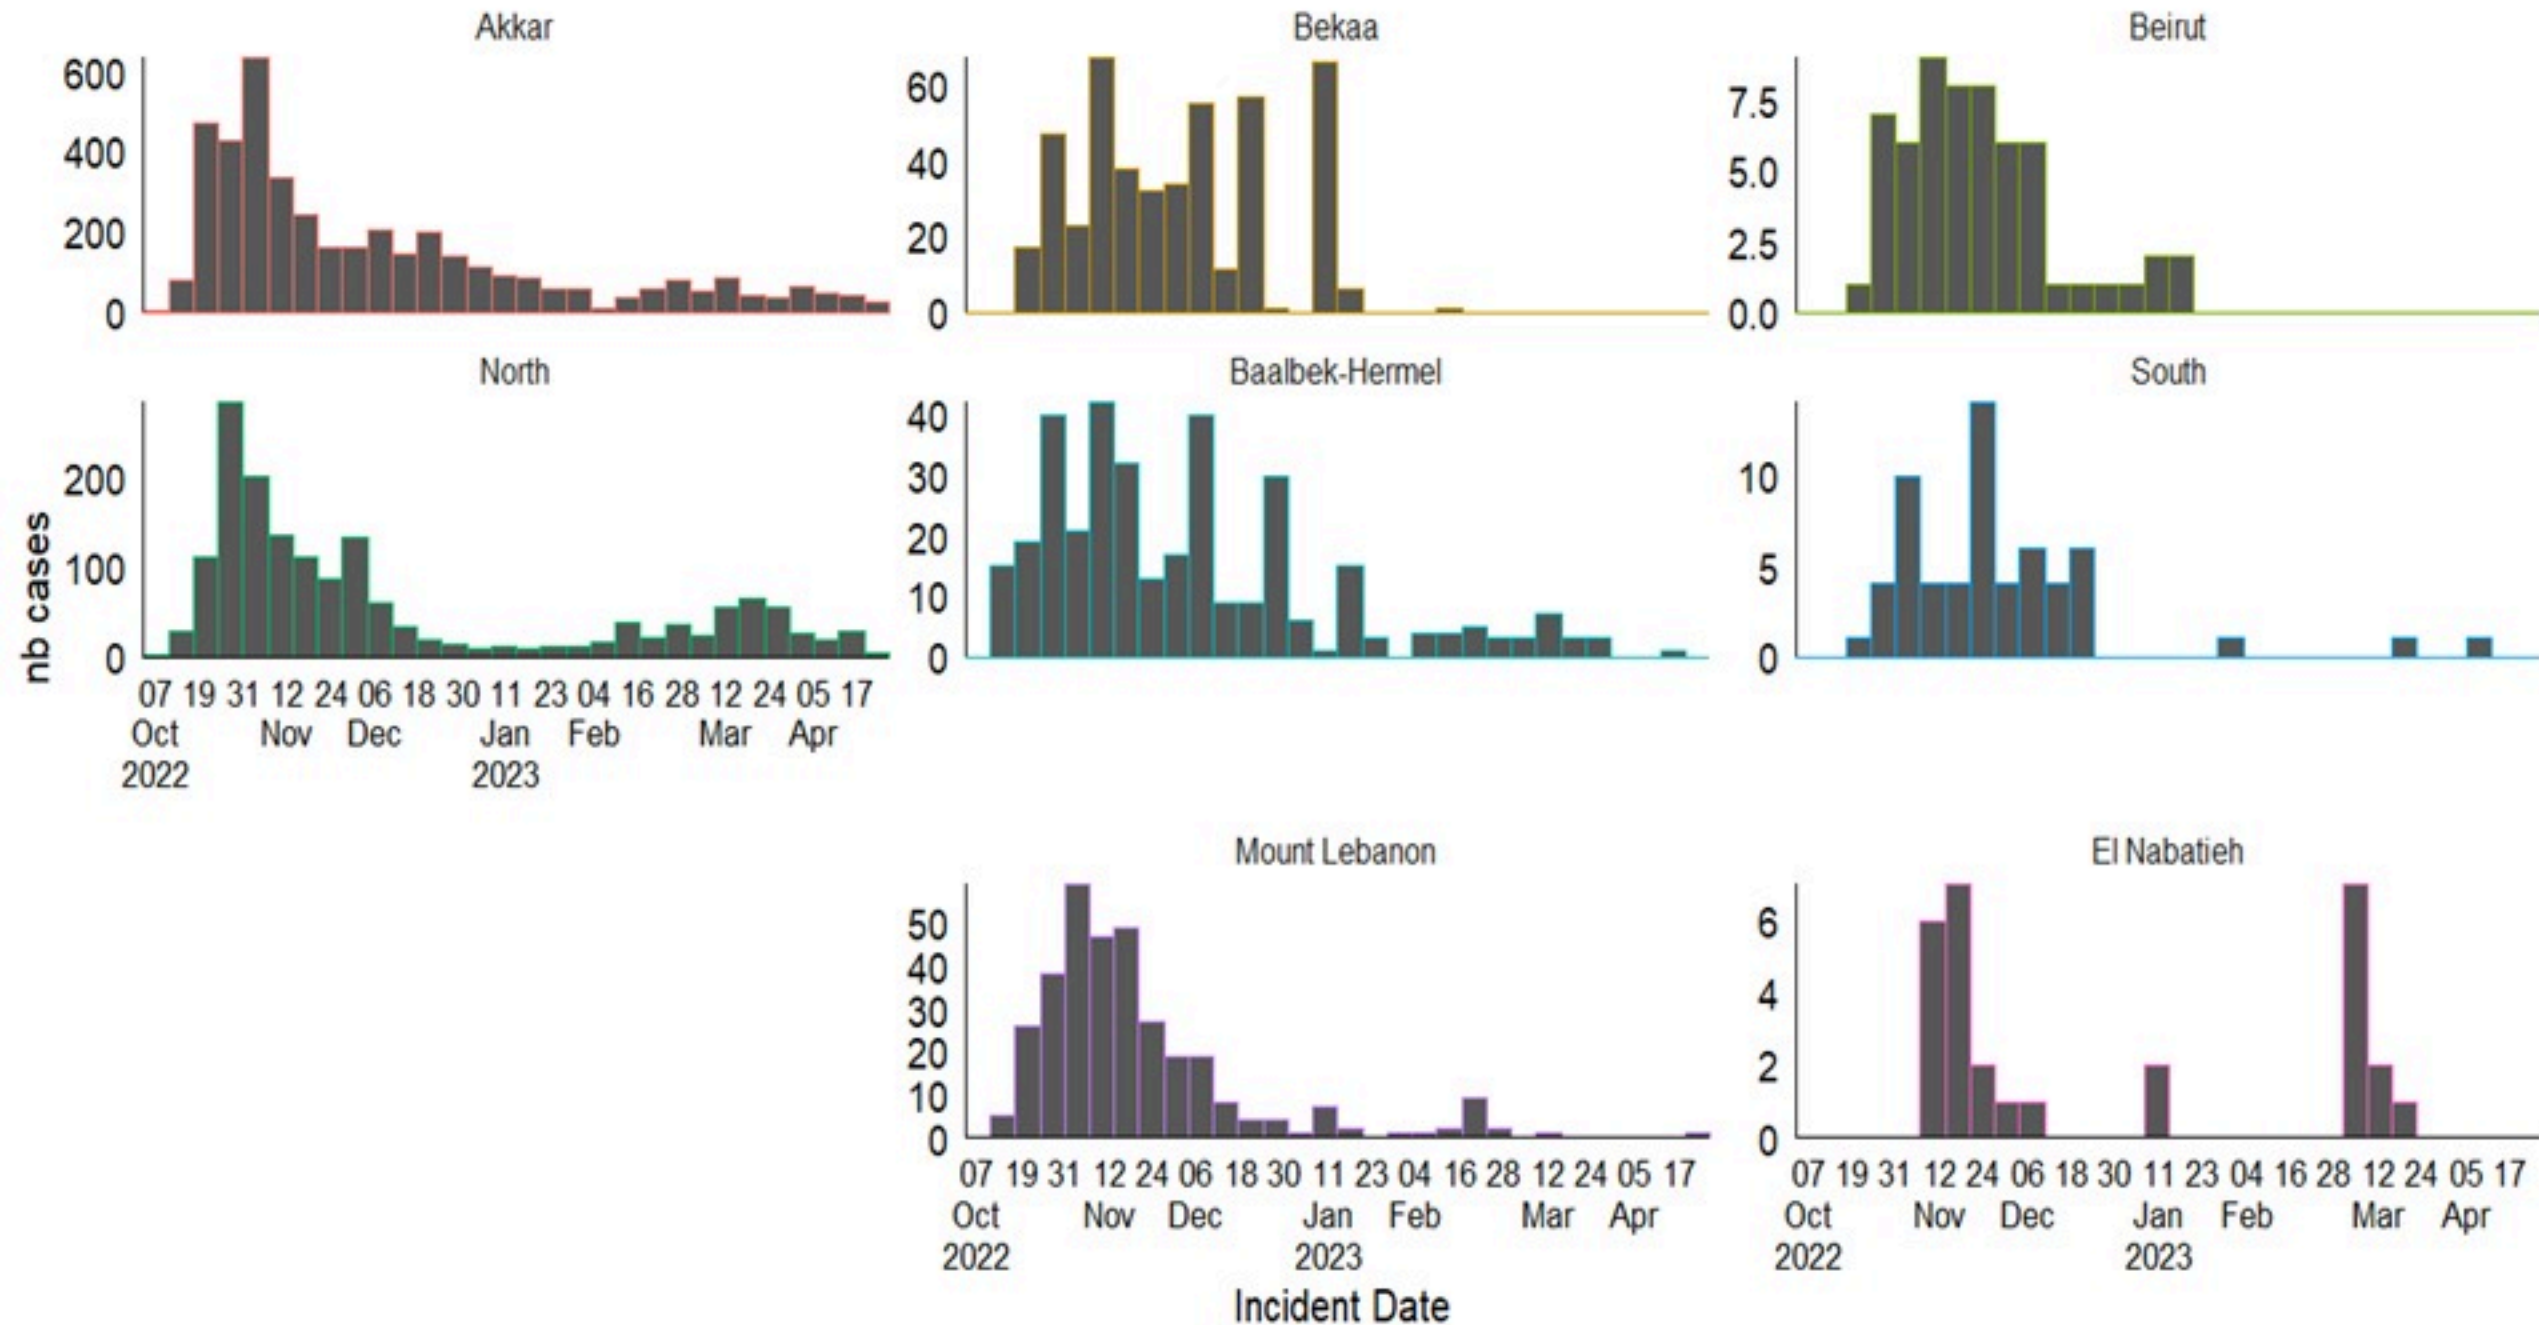 Akkar
Bekaa
Beirut
600
400
200
0
60
40
20
0
7.5
5.0
2.5
0.0
North
Baalbek-Hermel
South
200
100
0
40
30
20
10
0
10
5
0
nb cases
07 19 31 12 24 06 18 30 11 23 04 16 28 12 24 05 17
Oct Nov Dec Jan Feb Mar Apr
2022 2023
Mount Lebanon
El Nabatieh
50
40
30
20
10
0
6
4
2
0
07 19 31 12 24 06 18 30 11 23 04 16 28 12 24 05 17
Oct Nov Dec Jan Feb Mar Apr
2022 2023
07 19 31 12 24 06 18 30 11 23 04 16 28 12 24 05 17
Oct Nov Dec Jan Feb Mar Apr
2022 2023
Incident Date